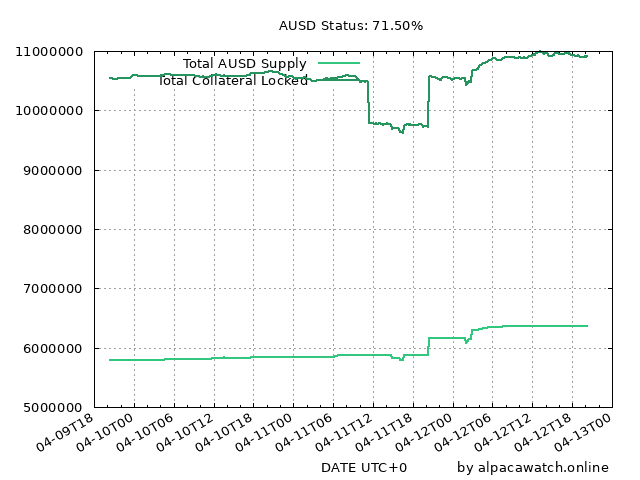 AUSD Status: 71.50%
11000000
10000000
9000000
8000000
7000000
6000000
5000000
Total AUSD Supply
Total Collateral Locked
04-09T18
04-10T00
04-10T06
04-10T12
04-10T18
04-11T00
04-11T06
04-11T12
04-11T18
04-12T00
04-12T06
04-12T12
04-12T18
04-13T00
DATE UTC+0
by alpacawatch.online